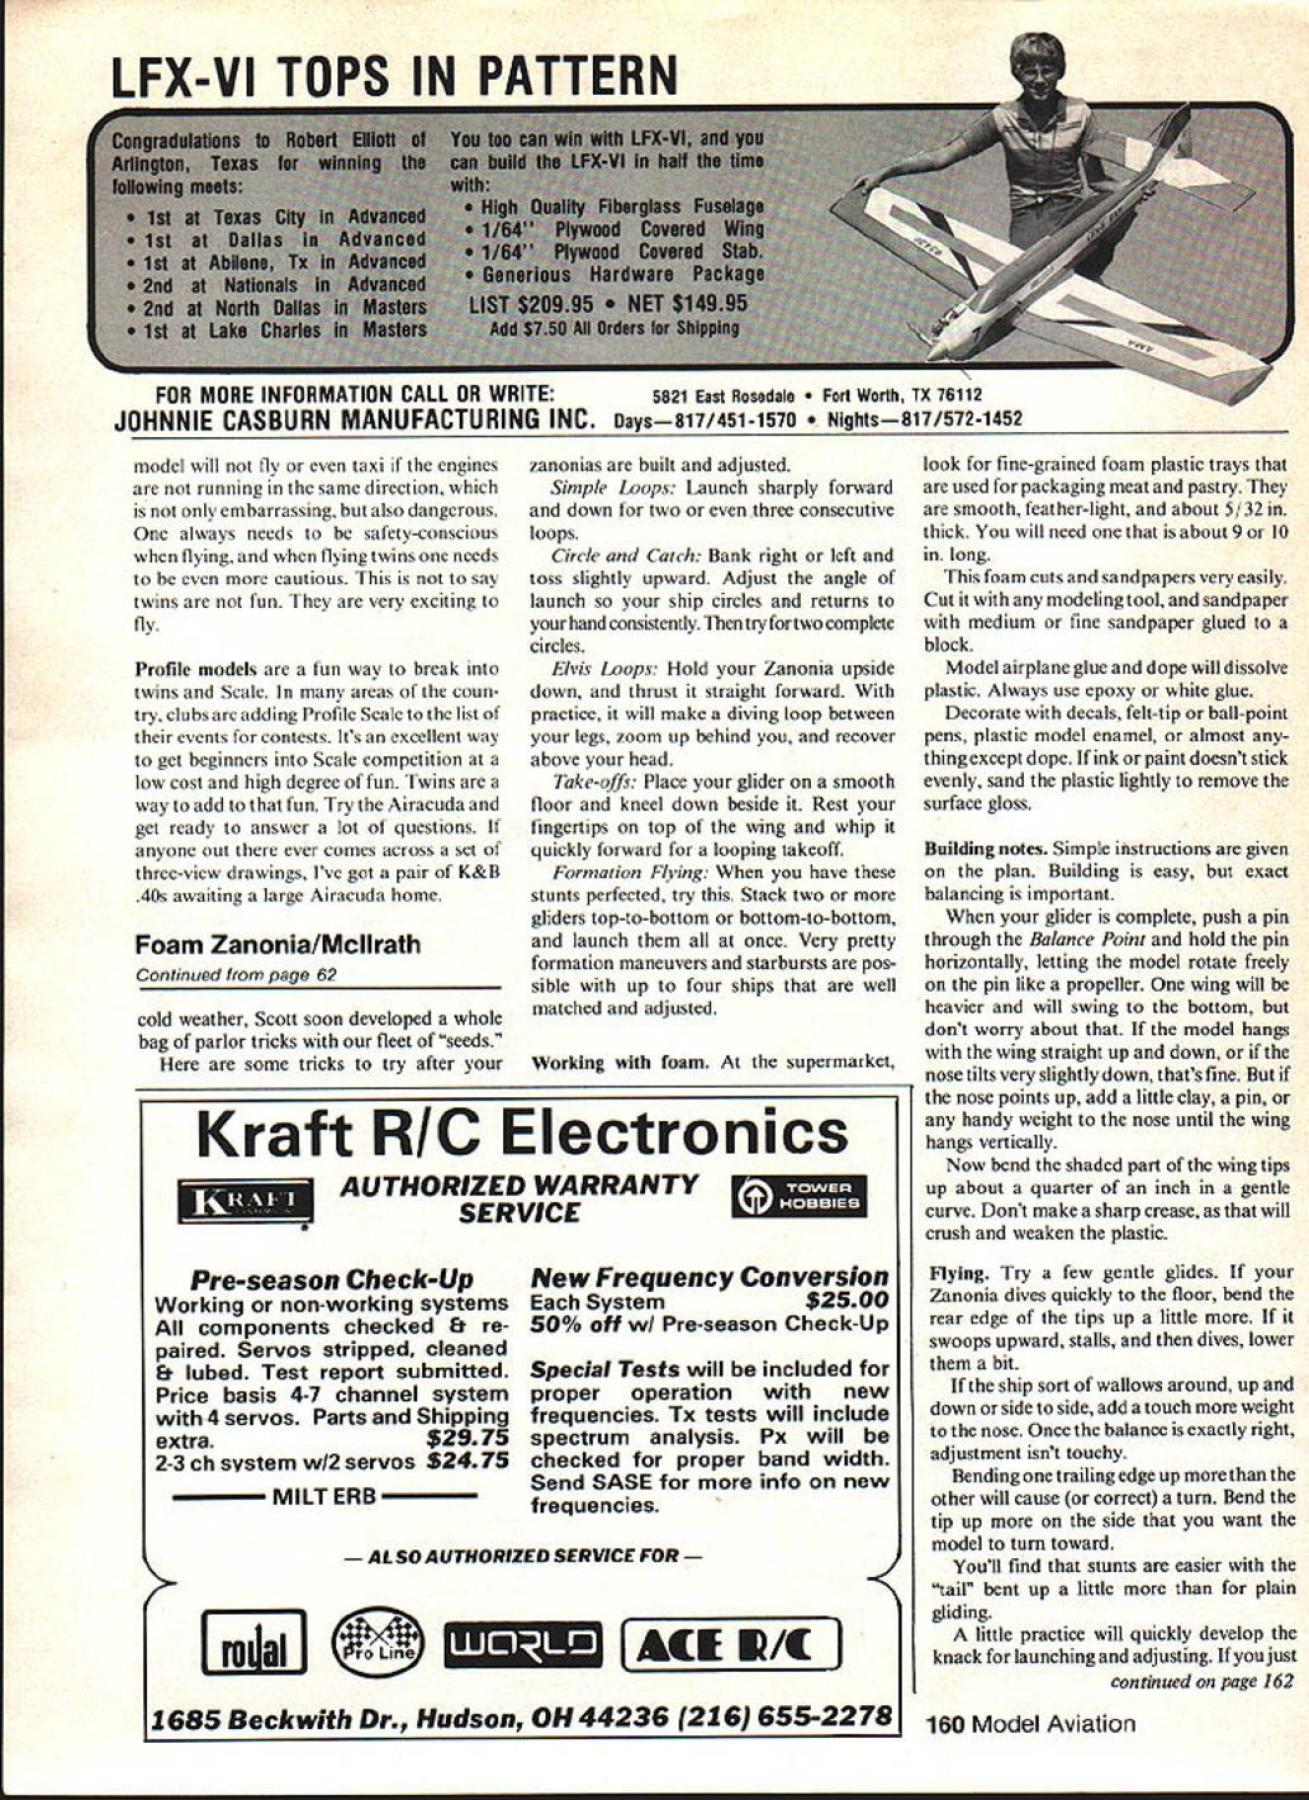 LFX-VI TOPS IN PATTERN
Congradulations to Robert Elliott of
Arlington, Texas for winning the
following meets:
• 1st at Texas City in Advanced
• 1st at Dallas in Advanced
• 1st at Abilene, Tx in Advanced
• 2nd at Nationals in Advanced
• 2nd at North Dallas in Masters
• 1st at Lake Charles in Masters
You too can win with LFX-VI, and you
can build the LFX-VI in half the time
with:
• High Quality Fiberglass Fuselage
• 1/64'' Plywood Covered Wing
• 1/64'' Plywood Covered Stab.
• Generious Hardware Package
LIST $209.95 • NET $149.95
Add $7.50 All Orders for Shipping
AMA
FOR MORE INFORMATION CALL OR WRITE:
JOHNNIE CASBURN MANUFACTURING INC.
5821 East Rosedale • Fort Worth, TX 76112
Days—817/451-1570 • Nights—817/572-1452
model will not fly or even taxi if the engines
are not running in the same direction, which
is not only embarrassing, but also dangerous.
One always needs to be safety-conscious
when flying, and when flying twins one needs
to be even more cautious. This is not to say
twins are not fun. They are very exciting to
fly.
Profile models are a fun way to break into
twins and Scale. In many areas of the coun-
try, clubs are adding Profile Scale to the list of
their events for contests. It's an excellent way
to get beginners into Scale competition at a
low cost and high degree of fun. Twins are a
way to add to that fun. Try the Airacuda and
get ready to answer a lot of questions. If
anyone out there ever comes across a set of
three-view drawings, I've got a pair of K&B
.40s awaiting a large Airacuda home.
Foam Zanonia/McIlrath
Continued from page 62
cold weather, Scott soon developed a whole
bag of parlor tricks with our fleet of "seeds."
Here are some tricks to try after your
zanonias are built and adjusted.
Simple Loops: Launch sharply forward
and down for two or even three consecutive
loops.
Circle and Catch: Bank right or left and
toss slightly upward. Adjust the angle of
launch so your ship circles and returns to
your hand consistently. Then try for two complete
circles.
Elvis Loops: Hold your Zanonia upside
down, and thrust it straight forward. With
practice, it will make a diving loop between
your legs, zoom up behind you, and recover
above your head.
Take-offs: Place your glider on a smooth
floor and kneel down beside it. Rest your
fingertips on top of the wing and whip it
quickly forward for a looping takeoff.
Formation Flying: When you have these
stunts perfected, try this. Stack two or more
gliders top-to-bottom or bottom-to-bottom,
and launch them all at once. Very pretty
formation maneuvers and starbursts are pos-
sible with up to four ships that are well
matched and adjusted.
Working with foam. At the supermarket,
look for fine-grained foam plastic trays that
are used for packaging meat and pastry. They
are smooth, feather-light, and about 5/32 in.
thick. You will need one that is about 9 or 10
in. long.
This foam cuts and sandpapers very easily.
Cut it with any modeling tool, and sandpaper
with medium or fine sandpaper glued to a
block.
Model airplane glue and dope will dissolve
plastic. Always use epoxy or white glue.
Decorate with decals, felt-tip or ball-point
pens, plastic model enamel, or almost any-
thing except dope. If ink or paint doesn't stick
evenly, sand the plastic lightly to remove the
surface gloss.
Building notes. Simple instructions are given
on the plan. Building is easy, but exact
balancing is important.
When your glider is complete, push a pin
through the Balance Point and hold the pin
horizontally, letting the model rotate freely
on the pin like a propeller. One wing will be
heavier and will swing to the bottom, but
don't worry about that. If the model hangs
with the wing straight up and down, or if the
nose tilts very slightly down, that's fine. But if
the nose points up, add a little clay, a pin, or
any handy weight to the nose until the wing
hangs vertically.
Now bend the shaded part of the wing tips
up about a quarter of an inch in a gentle
curve. Don't make a sharp crease, as that will
crush and weaken the plastic.
Flying. Try a few gentle glides. If your
Zanonia dives quickly to the floor, bend the
rear edge of the tips up a little more. If it
swoops upward, stalls, and then dives, lower
them a bit.
If the ship sort of wallows around, up and
down or side to side, add a touch more weight
to the nose. Once the balance is exactly right,
adjustment isn't touchy.
Bending one trailing edge up more than the
other will cause (or correct) a turn. Bend the
tip up more on the side that you want the
model to turn toward.
You'll find that stunts are easier with the
"tail" bent up a little more than for plain
gliding.
A little practice will quickly develop the
knack for launching and adjusting. If you just
continued on page 162
Kraft R/C Electronics
KRAFT
AUTHORIZED WARRANTY
SERVICE
TOWER
HOBBIES
Pre-season Check-Up
Working or non-working systems
All components checked & re-
paired. Servos stripped, cleaned
& lubed. Test report submitted.
Price basis 4-7 channel system
with 4 servos. Parts and Shipping
extra. $29.75
2-3 ch system w/2 servos $24.75
MILT ERB
New Frequency Conversion
Each System $25.00
50% off w/ Pre-season Check-Up
Special Tests will be included for
proper operation with new
frequencies. Tx tests will include
spectrum analysis. Px will be
checked for proper band width.
Send SASE for more info on new
frequencies.
— ALSO AUTHORIZED SERVICE FOR —
royal
Pro Line
WORLD
ACE R/C
1685 Beckwith Dr., Hudson, OH 44236 (216) 655-2278
160 Model Aviation